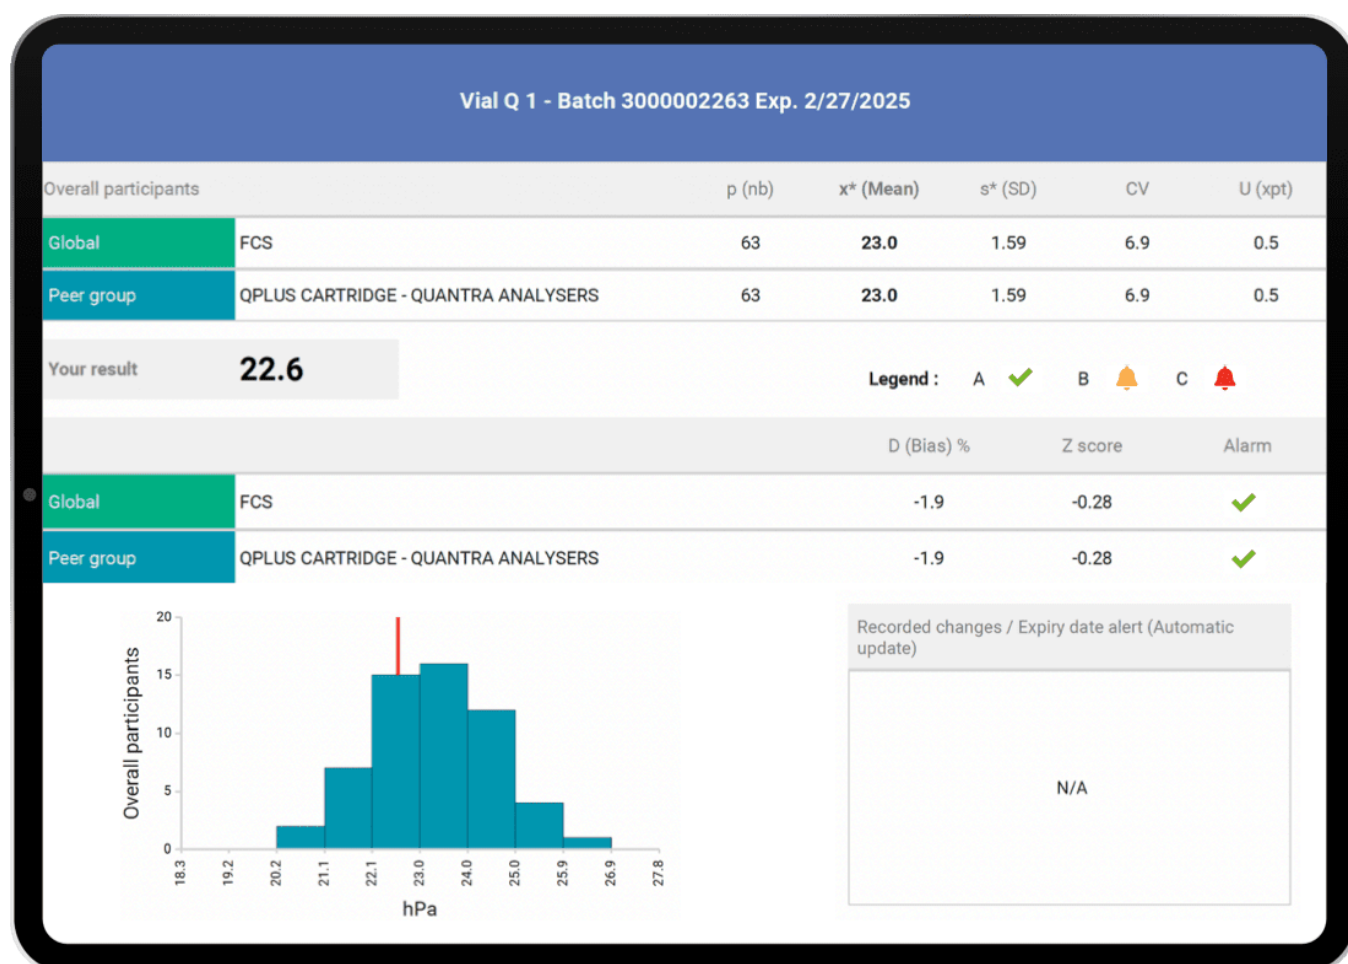 Vial Q 1 - Batch 3000002263 Exp. 2/27/2025
Overall participants p (nb) x* (Mean) s* (SD) CV U (xpt)
Global FCS 63 23.0 1.59 6.9 0.5
Peer group QPLUS CARTRIDGE - QUANTRA ANALYSERS 63 23.0 1.59 6.9 0.5
Your result 22.6
Legend : A B C
D (Bias) % Z score Alarm
Global FCS -1.9 -0.28
Peer group QPLUS CARTRIDGE - QUANTRA ANALYSERS -1.9 -0.28
Overall participants
20
15
10
5
0
18.3 19.2 20.2 21.1 22.1 23.0 24.0 25.0 25.9 26.9 27.8
hPa
Recorded changes / Expiry date alert (Automatic
update)
N/A